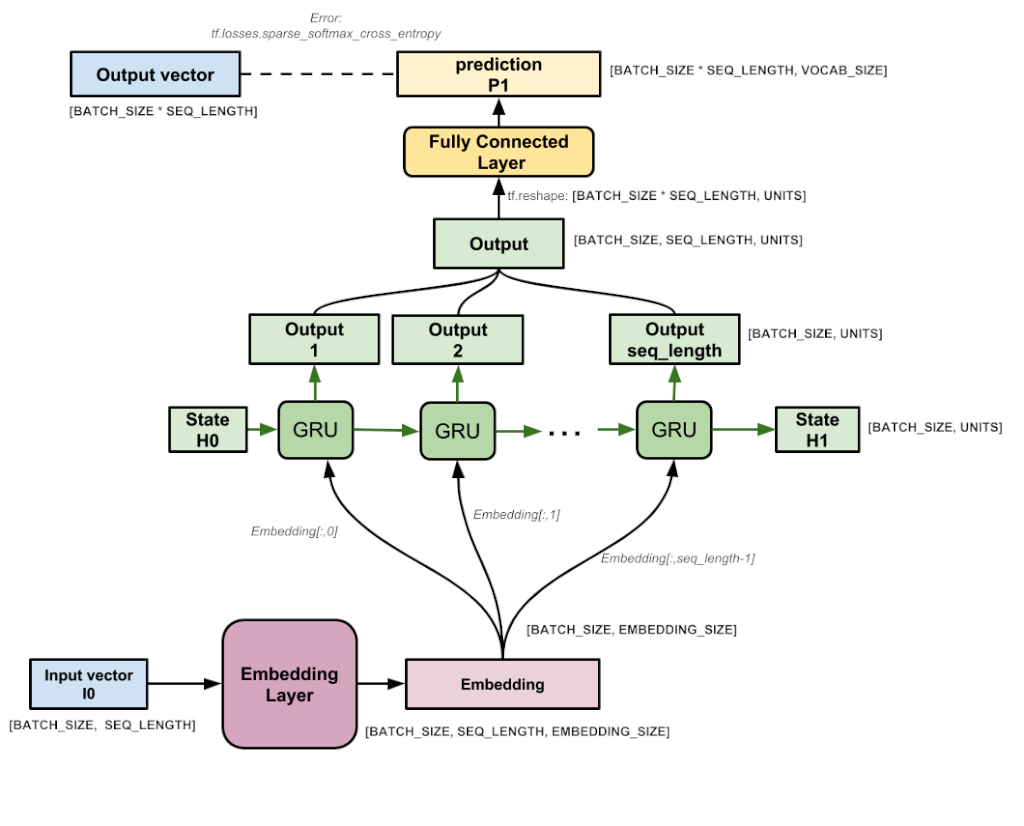 Error:
tf.losses.sparse_softmax_cross_entropy
Output vector
prediction
P1
[BATCH_SIZE * SEQ_LENGTH, VOCAB_SIZE]
[BATCH_SIZE * SEQ_LENGTH]
Fully Connected
Layer
tf.reshape: [BATCH_SIZE * SEQ_LENGTH, UNITS]
Output
[BATCH_SIZE, SEQ_LENGTH, UNITS]
Output
1
Output
2
Output
seq_length
[BATCH_SIZE, UNITS]
State
H0
GRU
GRU
...
GRU
State
H1
[BATCH_SIZE, UNITS]
Embedding[:,0]
Embedding[:,1]
Embedding[:,seq_length-1]
[BATCH_SIZE, EMBEDDING_SIZE]
Input vector
I0
Embedding
Layer
Embedding
[BATCH_SIZE, SEQ_LENGTH]
[BATCH_SIZE, SEQ_LENGTH, EMBEDDING_SIZE]